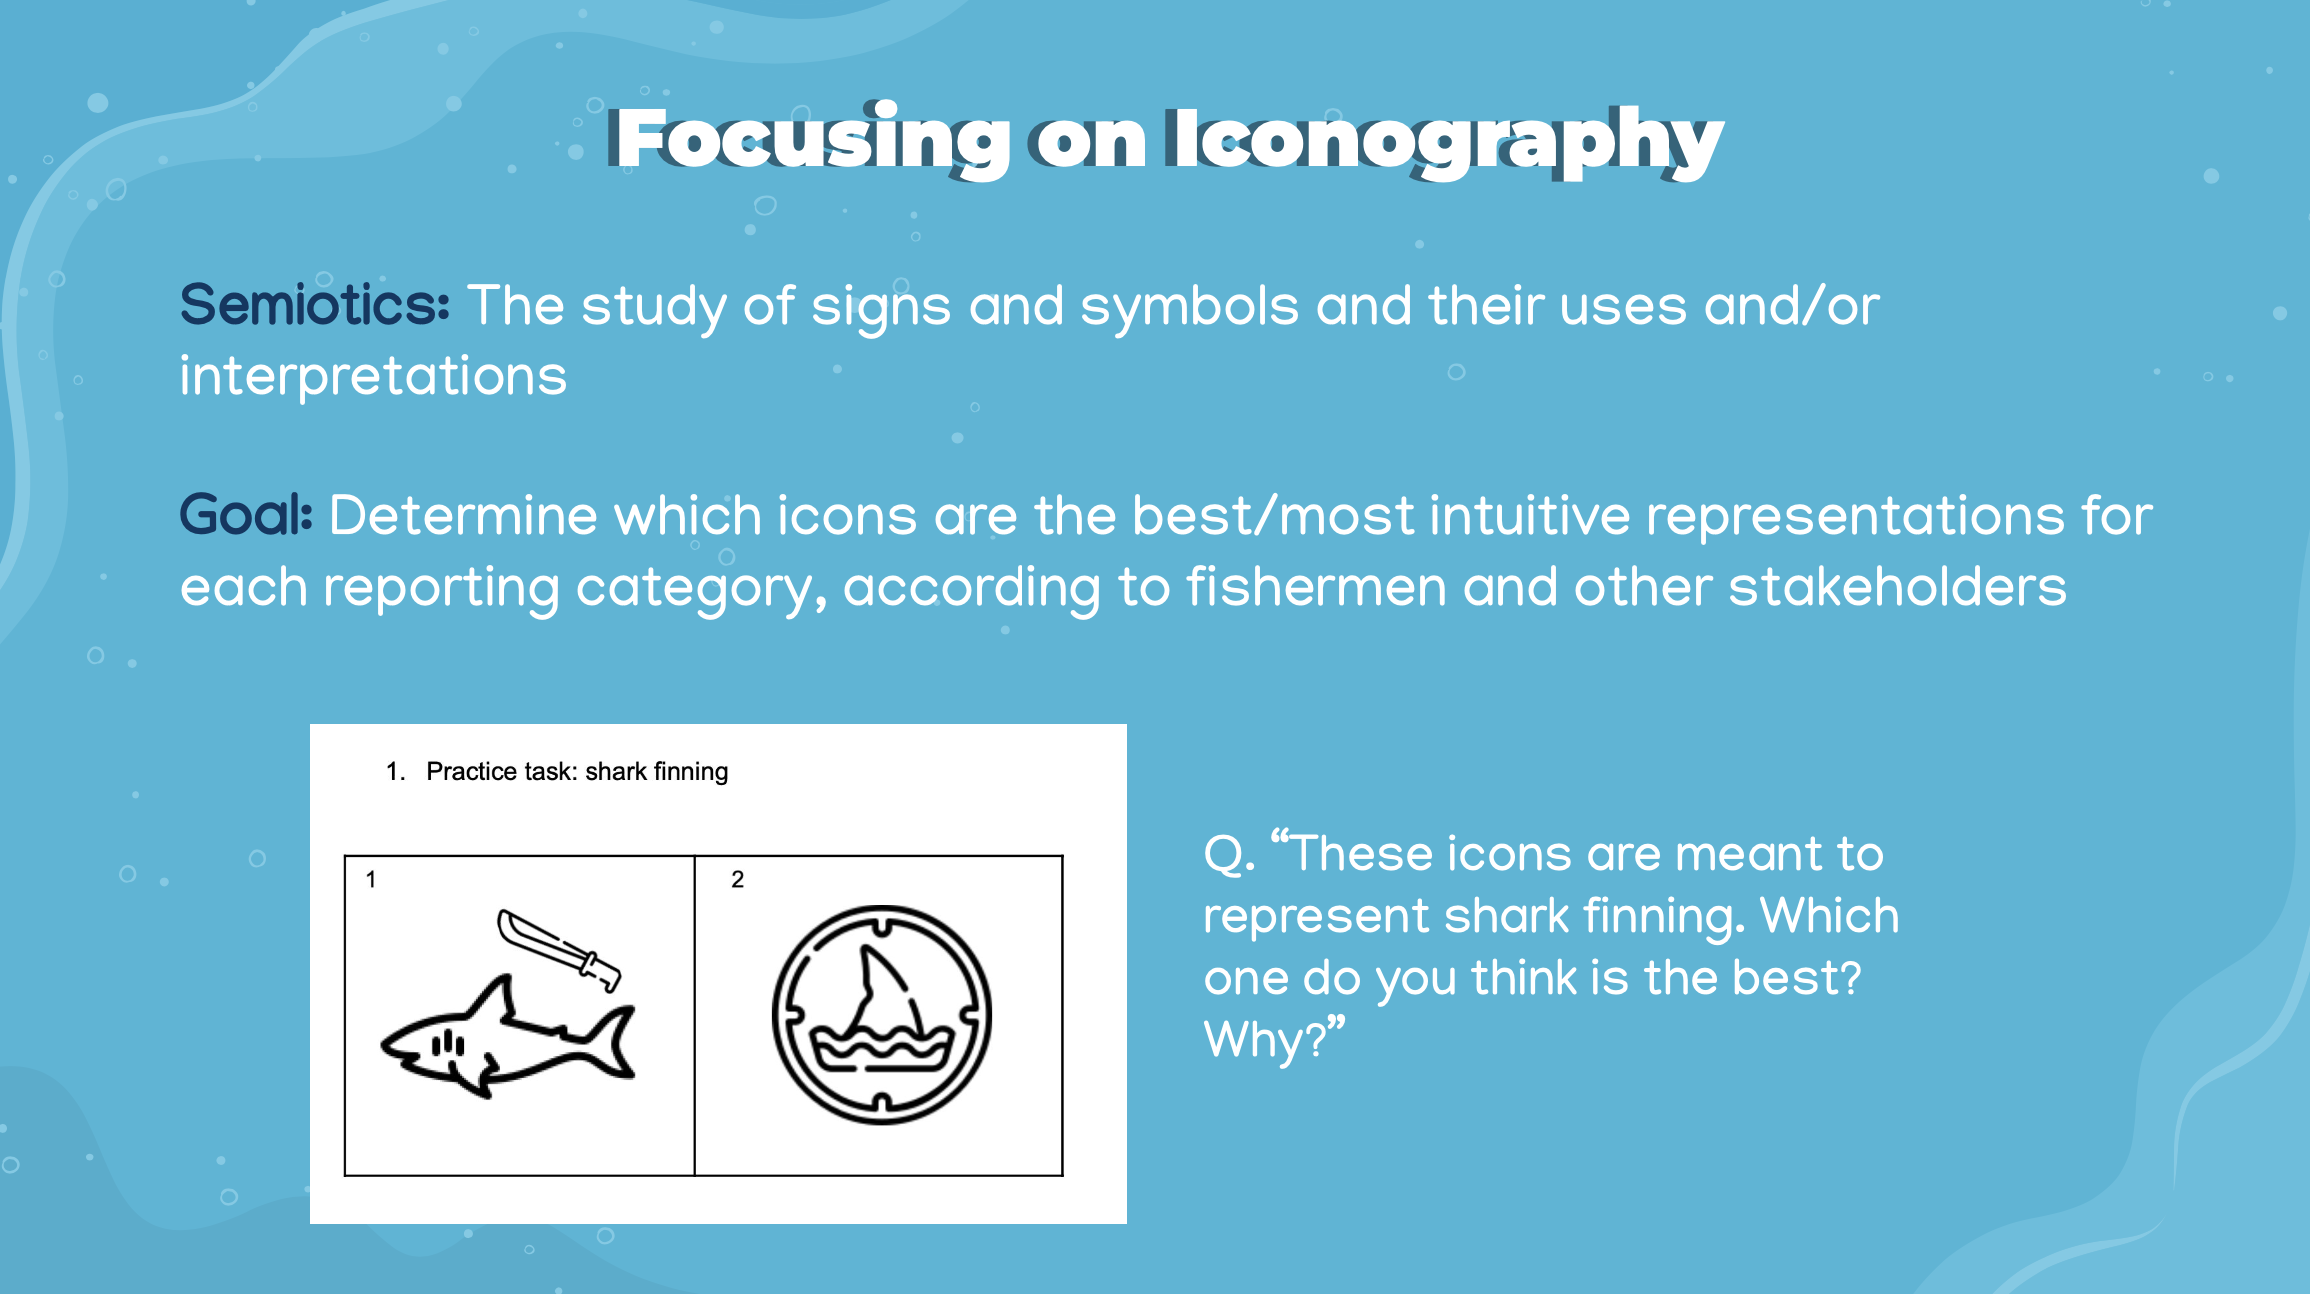 Focusing on Iconography
Semiotics: The study of signs and symbols and their uses and/or
interpretations
Goal: Determine which icons are the best/most intuitive representations for
each reporting category, according to fishermen and other stakeholders
1. Practice task: shark finning
1
2
Q. “These icons are meant to
represent shark finning. Which
one do you think is the best?
Why?”